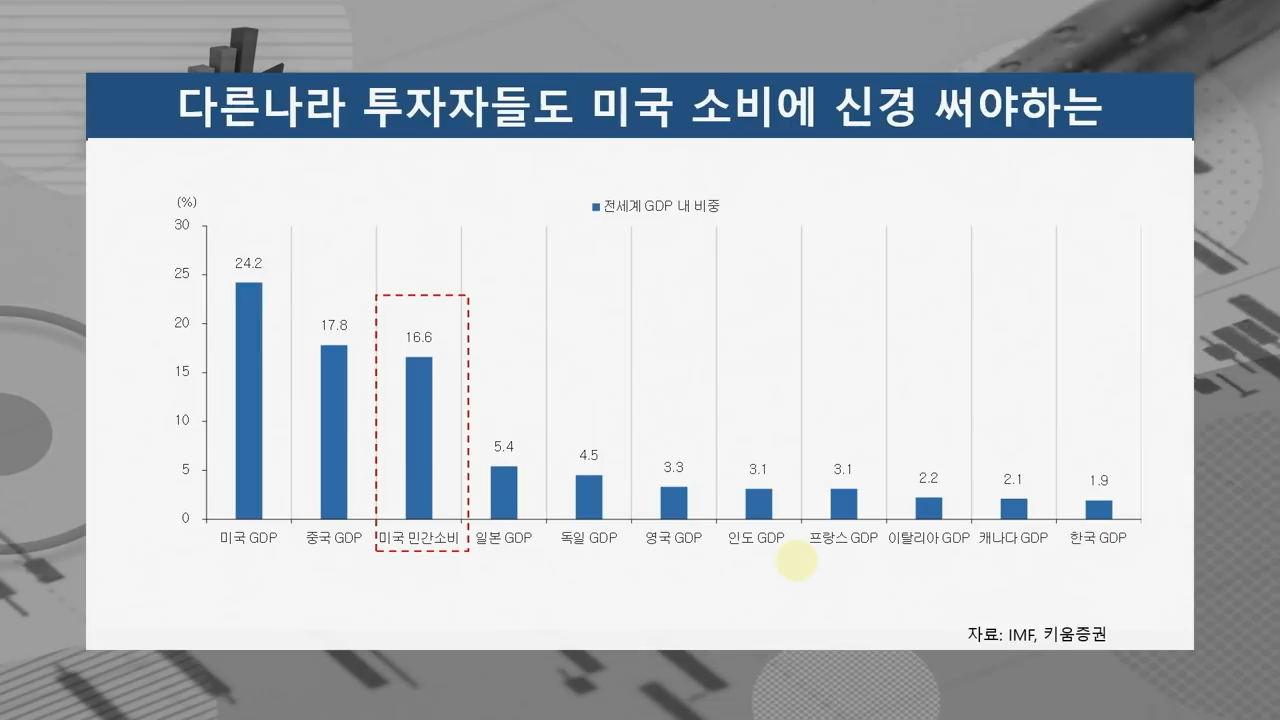 다른나라 투자자들도 미국 소비에 신경 써야하는
(%)
전세계 GDP 내 비중
30
25
20
15
10
5
0
24.2
17.8
16.6
5.4
4.5
3.3
3.1
3.1
2.2
2.1
1.9
미국 GDP
중국 GDP
미국 민간소비
일본 GDP
독일 GDP
영국 GDP
인도 GDP
프랑스 GDP
이탈리아 GDP
캐나다 GDP
한국 GDP
자료: IMF, 키움증권